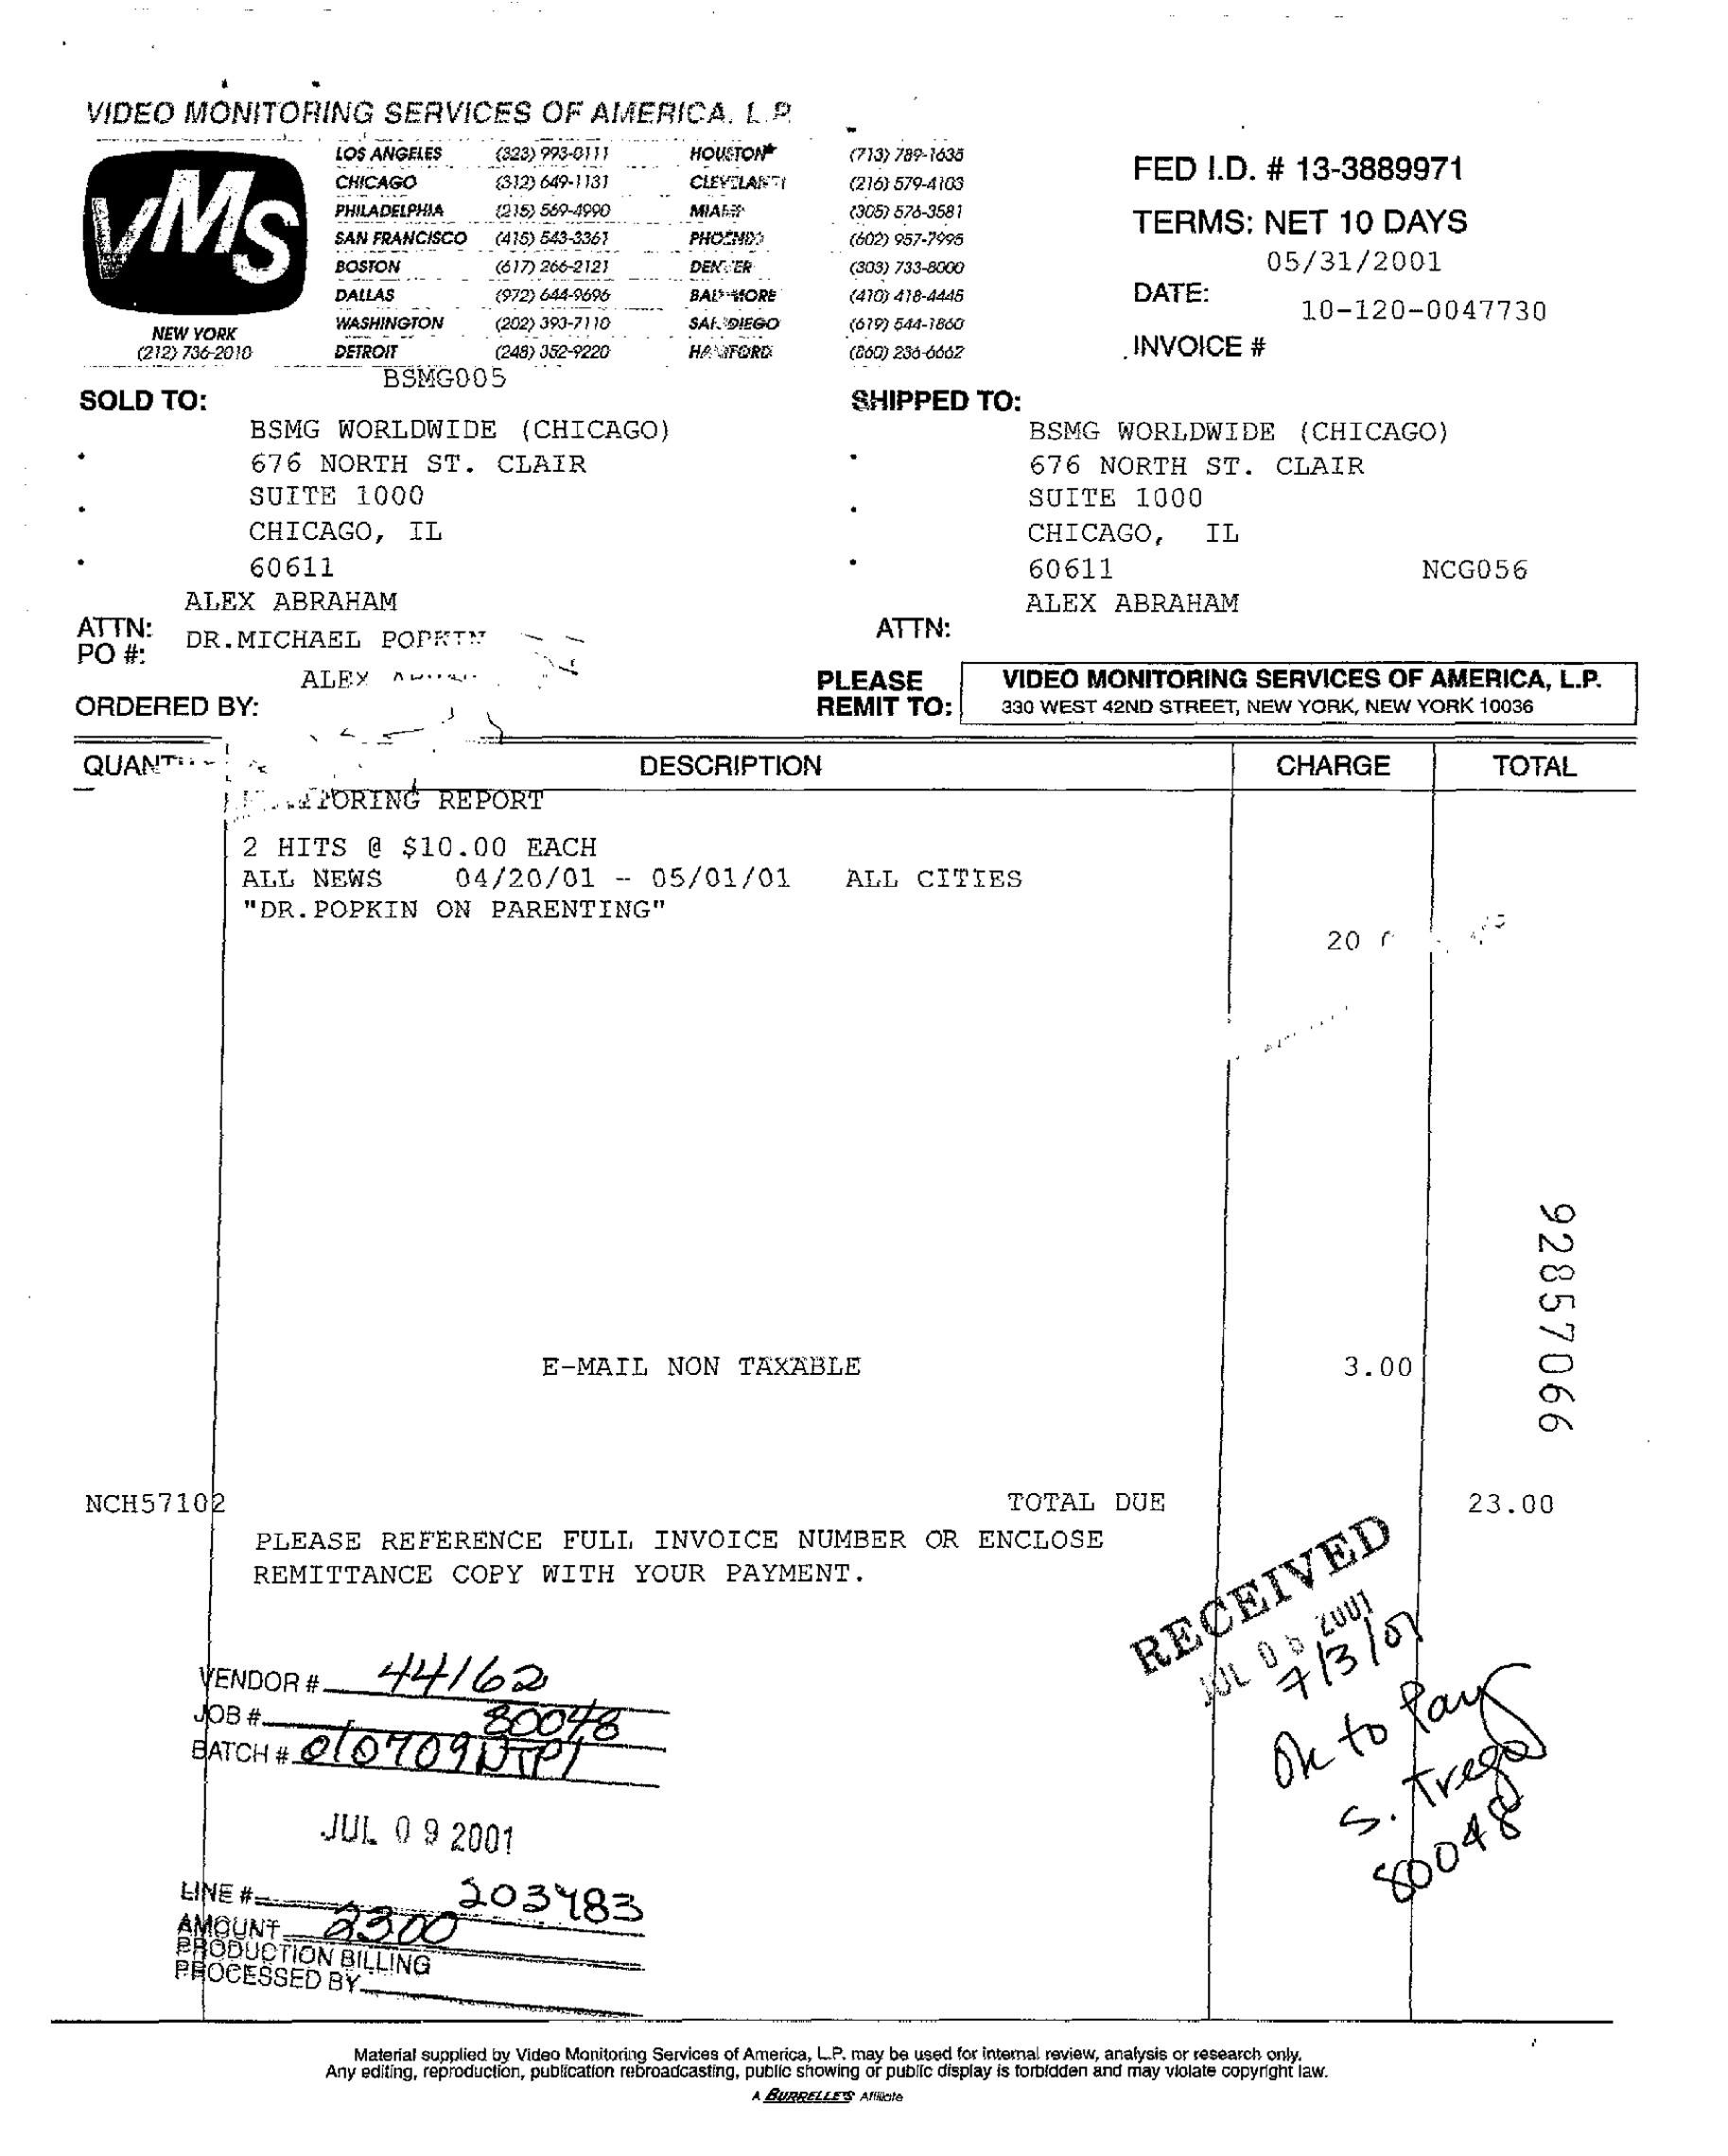 VIDEO MONITORING SERVICES OF AMERICA, L.P.
VMS
NEW YORK
(212) 736-2010
LOS ANGELES (323) 993-0111 HOUSTON (713) 789-1635
CHICAGO (312) 649-1131 CLEVELAND (216) 579-4103
PHILADELPHIA (215) 569-4990 MIAMI (305) 576-3581
SAN FRANCISCO (415) 543-3361 PHOENIX (602) 957-7995
BOSTON (617) 266-2121 DENVER (303) 733-8000
DALLAS (972) 644-9696 BALTIMORE (410) 418-4445
WASHINGTON (202) 393-7110 SAN DIEGO (619) 544-1860
DETROIT (248) 352-9220 HARTFORD (860) 236-6662
FED I.D. # 13-3889971
TERMS: NET 10 DAYS
05/31/2001
DATE:
10-120-0047730
INVOICE #
BSMG005
SOLD TO:
BSMG WORLDWIDE (CHICAGO)
676 NORTH ST. CLAIR
SUITE 1000
CHICAGO, IL
60611
ALEX ABRAHAM
ATTN:
DR.MICHAEL POPKIN
PO #:
ALEX
ORDERED BY:
SHIPPED TO:
BSMG WORLDWIDE (CHICAGO)
676 NORTH ST. CLAIR
SUITE 1000
CHICAGO, IL
60611 NCG056
ALEX ABRAHAM
ATTN:
PLEASE
REMIT TO:
VIDEO MONITORING SERVICES OF AMERICA, L.P.
330 WEST 42ND STREET, NEW YORK, NEW YORK 10036
DESCRIPTION CHARGE TOTAL
REPORT
2 HITS @ $10.00 EACH
ALL NEWS 04/20/01 - 05/01/01 ALL CITIES
"DR.POPKIN ON PARENTING"
20
92857066
E-MAIL NON TAXABLE 3.00
NCH57102 TOTAL DUE 23.00
PLEASE REFERENCE FULL INVOICE NUMBER OR ENCLOSE
REMITTANCE COPY WITH YOUR PAYMENT.
RECEIVED
JUL 2001
7/3/01
Ok to Pay
S. Trego
80048
VENDOR # 44162
JOB # 80048
BATCH # 010709NTP1
JUL 09 2001
LINE # 203483
AMOUNT 2300
PRODUCTION BILLING
PROCESSED BY
Material supplied by Video Monitoring Services of America, L.P. may be used for internal review, analysis or research only.
Any editing, reproduction, publication rebroadcasting, public showing or public display is forbidden and may violate copyright law.
A BURRELLE'S Affiliate